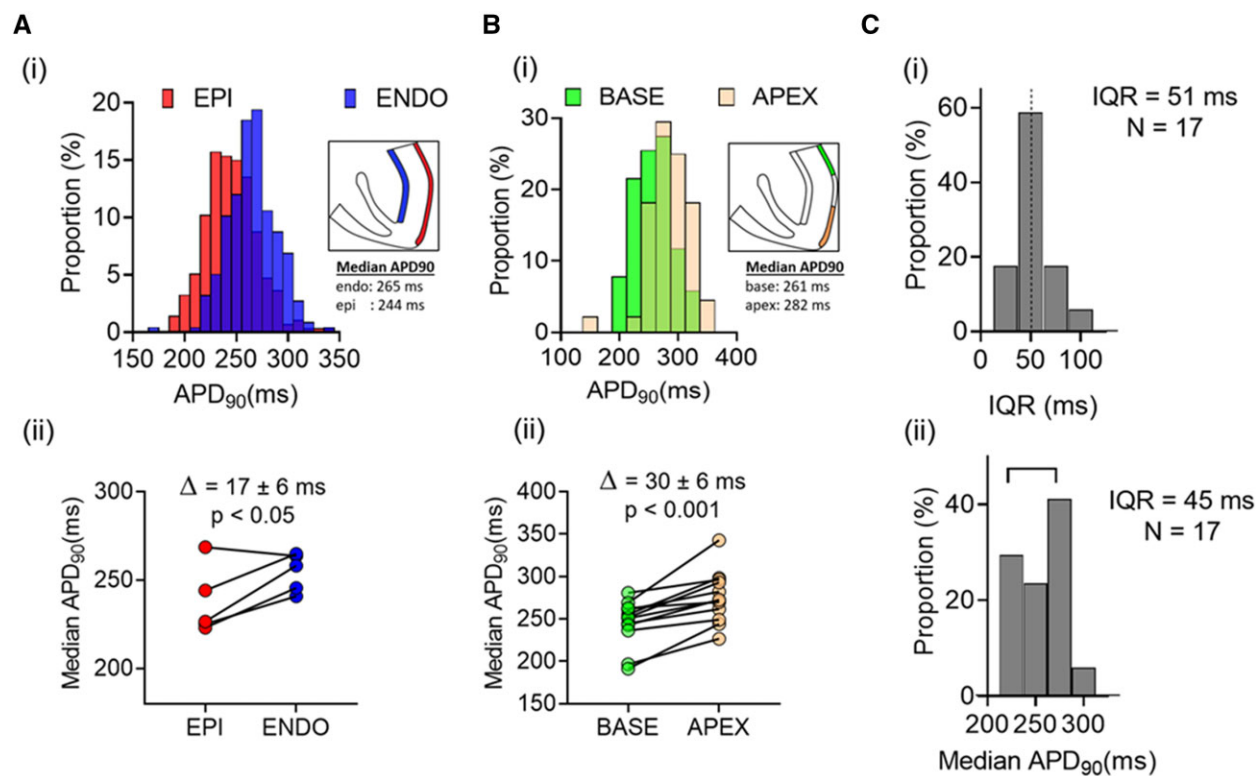 A
(i)
EPI
ENDO
20
15
10
5
0
Proportion (%)
Median APD90
endo: 265 ms
epi : 244 ms
150 200 250 300 350
APD90(ms)
(ii)
Δ = 17 ± 6 ms
p < 0.05
300
250
200
Median APD90(ms)
EPI ENDO
B
(i)
BASE
APEX
30
20
10
0
Proportion (%)
Median APD90
base: 261 ms
apex: 282 ms
100 200 300 400
APD90(ms)
(ii)
Δ = 30 ± 6 ms
p < 0.001
400
350
300
250
200
150
Median APD90(ms)
BASE APEX
C
(i)
IQR = 51 ms
N = 17
60
40
20
0
Proportion (%)
0 50 100
IQR (ms)
(ii)
IQR = 45 ms
N = 17
40
20
0
Proportion (%)
200 250 300
Median APD90(ms)